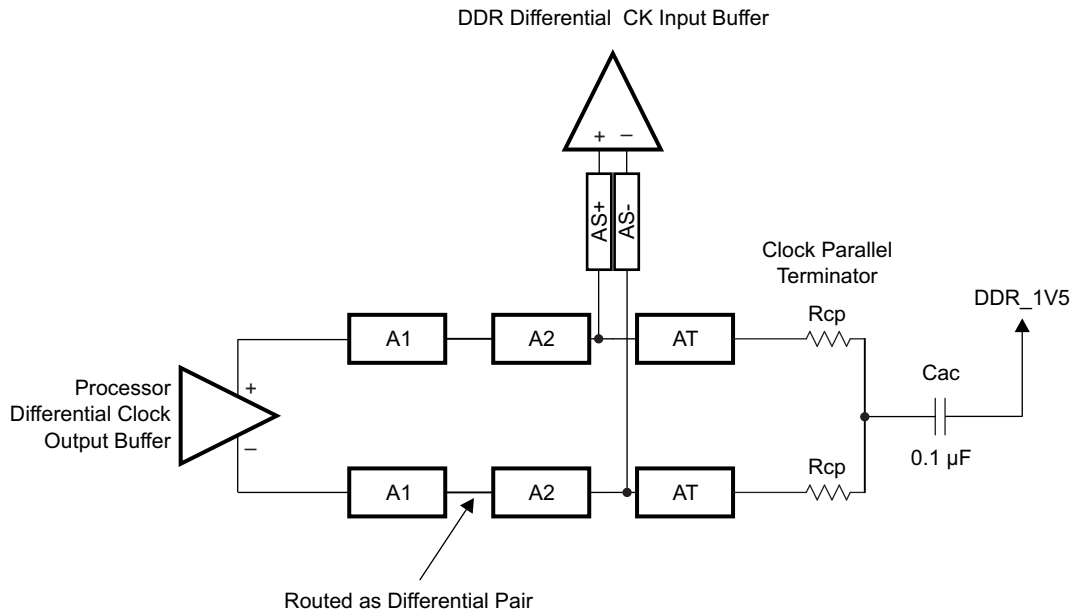 DDR Differential CK Input Buffer
+ −
AS+
AS-
Clock Parallel
Terminator
DDR_1V5
Rcp
A1
A2
AT
Cac
Processor
Differential Clock
Output Buffer
+
−
0.1 µF
Rcp
A1
A2
AT
Routed as Differential Pair